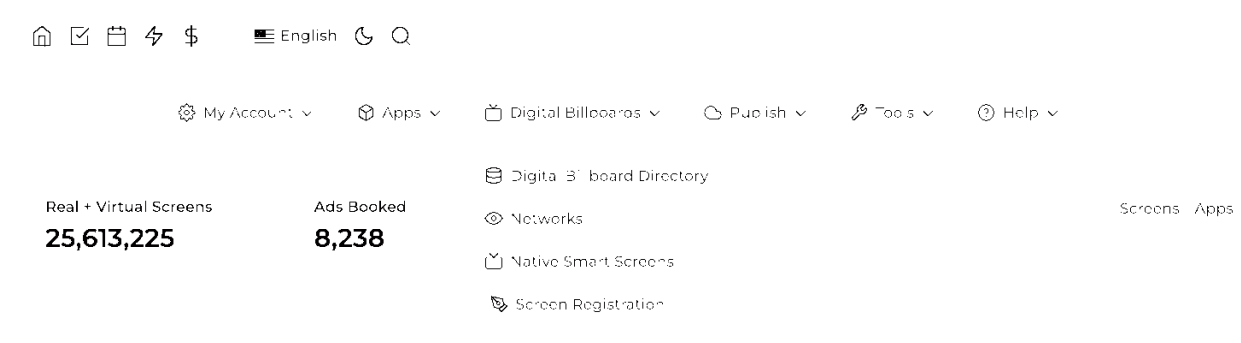 English
My Account Apps Digital Billboards Publish Tools Help
Digital Billboard Directory
Real + Virtual Screens Ads Booked
Networks
Screens Apps
25,613,225 8,238
Native Smart Screens
Screen Registration